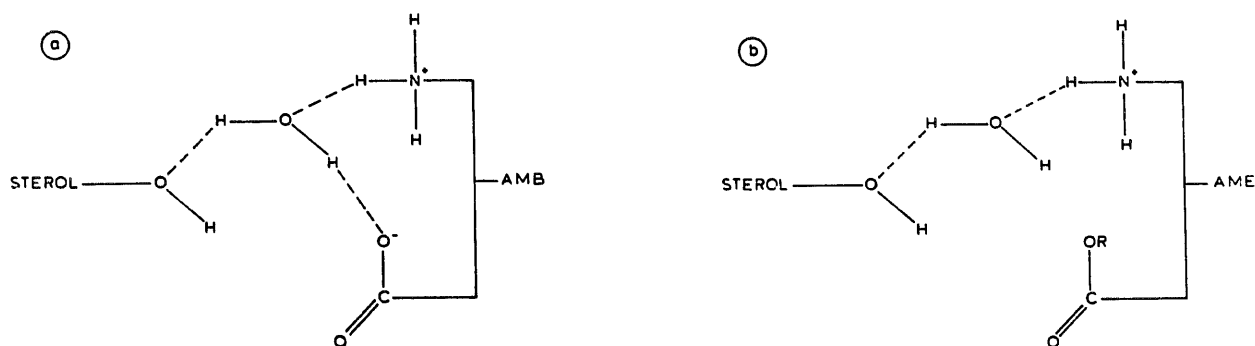 a
H
H — N+
H — O
H
H
STEROL — O
H
— AMB
O-
C
O
b
H
H — N+
H — O
H
H
STEROL — O
H
— AME
OR
C
O